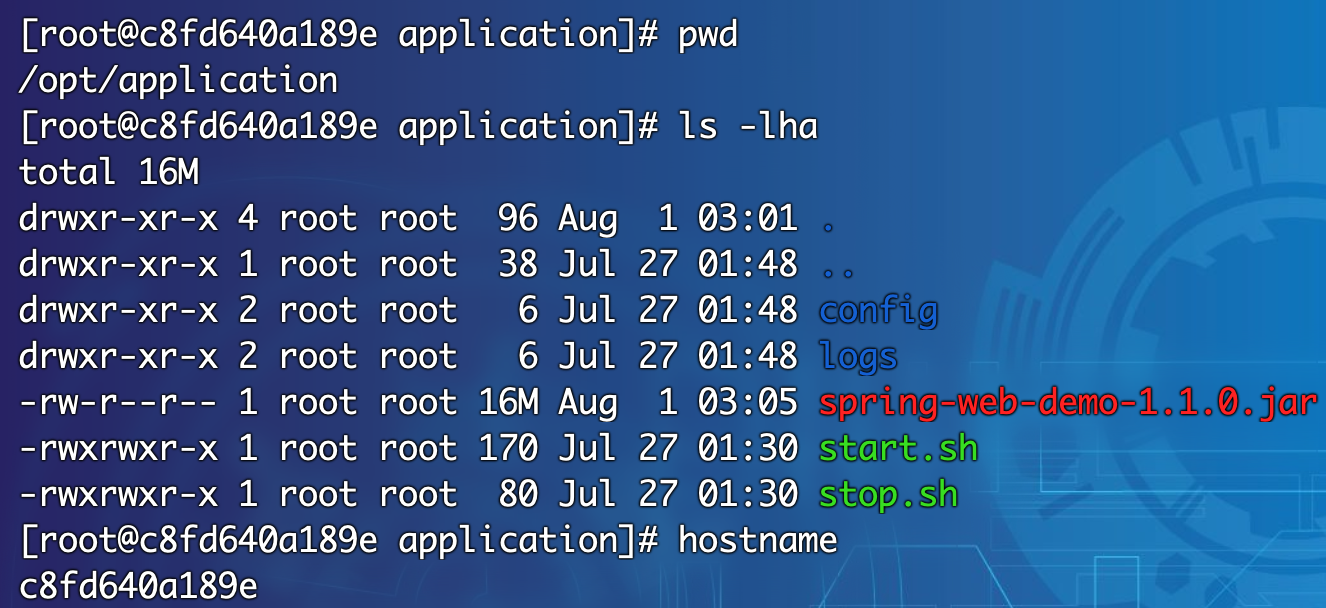 [root@c8fd640a189e application]# pwd
/opt/application
[root@c8fd640a189e application]# ls -lha
total 16M
drwxr-xr-x 4 root root  96 Aug  1 03:01 .
drwxr-xr-x 1 root root  38 Jul 27 01:48 ..
drwxr-xr-x 2 root root   6 Jul 27 01:48 config
drwxr-xr-x 2 root root   6 Jul 27 01:48 logs
-rw-r--r-- 1 root root 16M Aug  1 03:05 spring-web-demo-1.1.0.jar
-rwxrwxr-x 1 root root 170 Jul 27 01:30 start.sh
-rwxrwxr-x 1 root root  80 Jul 27 01:30 stop.sh
[root@c8fd640a189e application]# hostname
c8fd640a189e